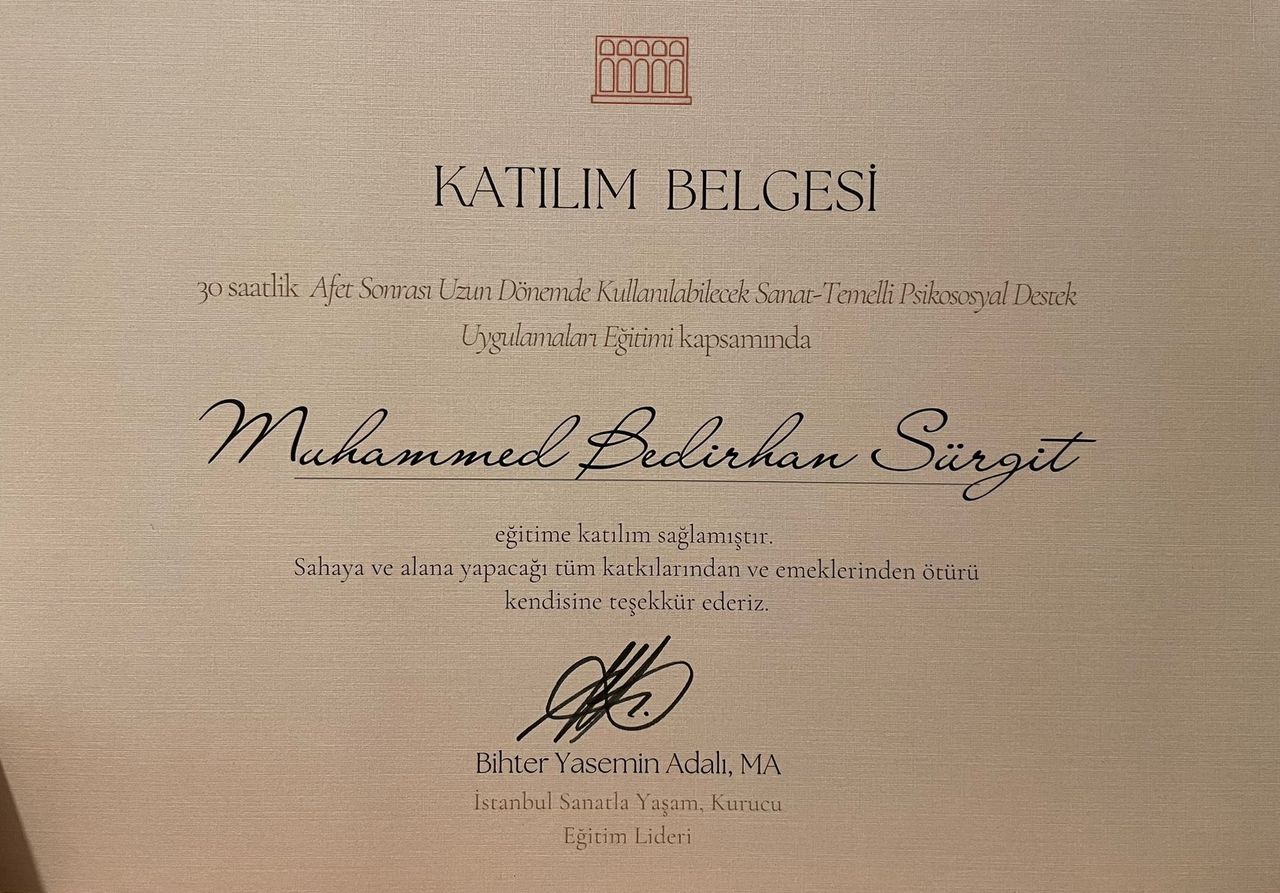 KATILIM BELGESİ
30 saatlik Afet Sonrası Uzun Dönemde Kullanılabilecek Sanat-Temelli Psikososyal Destek
Uygulamaları Eğitimi kapsamında
Muhammed Bedirhan Sürgit
eğitime katılım sağlamıştır.
Sahaya ve alana yapacağı tüm katkılarından ve emeklerinden ötürü
kendisine teşekkür ederiz.
Bihter Yasemin Adalı, MA
İstanbul Sanatla Yaşam, Kurucu
Eğitim Lideri